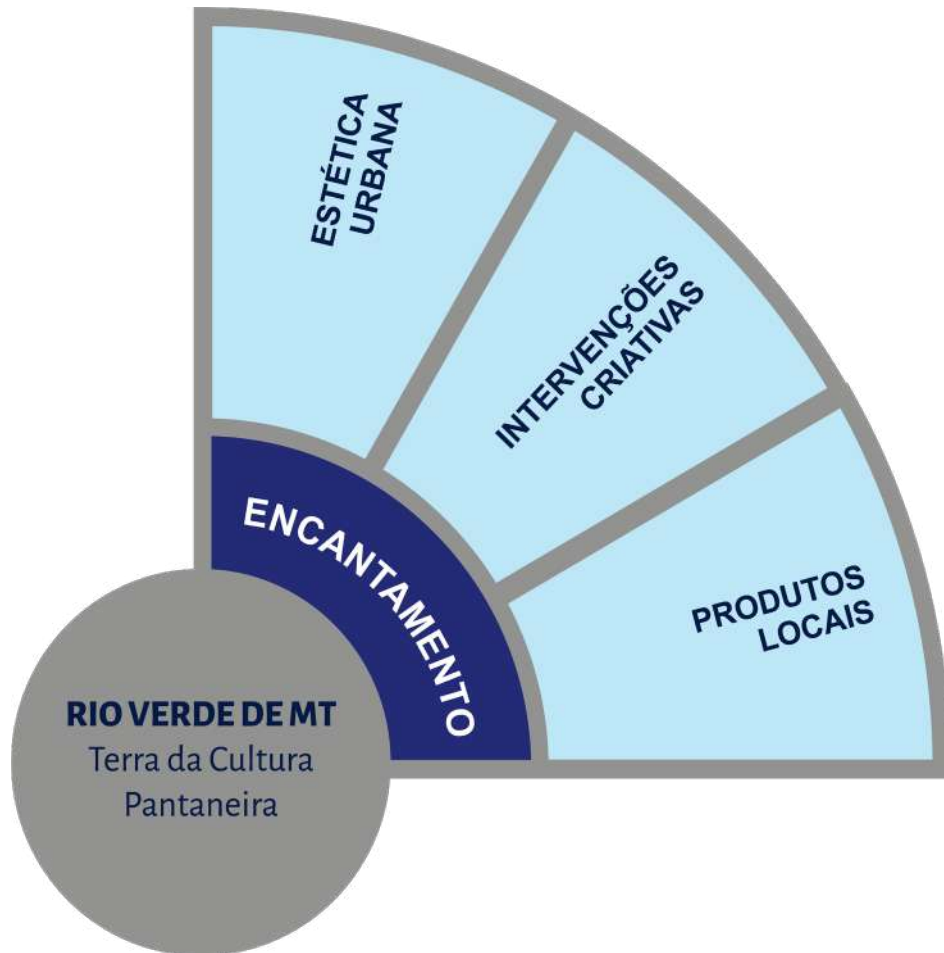 ESTÉTICA
URBANA
INTERVENÇÕES
CRIATIVAS
PRODUTOS
LOCAIS
ENCANTAMENTO
RIO VERDE DE MT
Terra da Cultura
Pantaneira